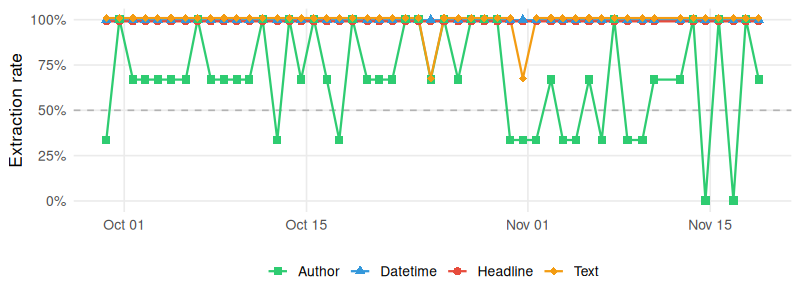 Extraction rate
100%
75%
50%
25%
0%
Oct 01
Oct 15
Nov 01
Nov 15
Author
Datetime
Headline
Text